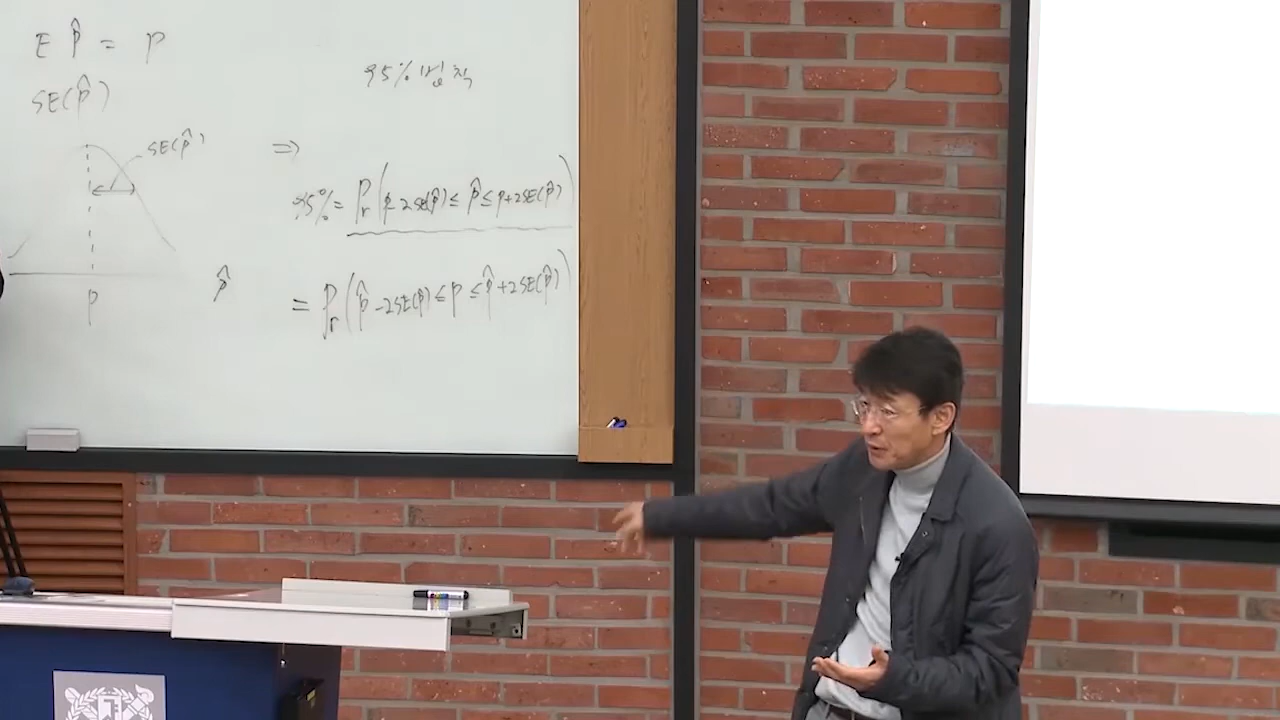 E p̂ = p
SE(p̂)
SE(p̂)
p
p̂
95% 법칙
⇒
95% = Pr(p - 2SE(p̂) ≤ p̂ ≤ p + 2SE(p̂))
= Pr(p̂ - 2SE(p̂) ≤ p ≤ p̂ + 2SE(p̂))